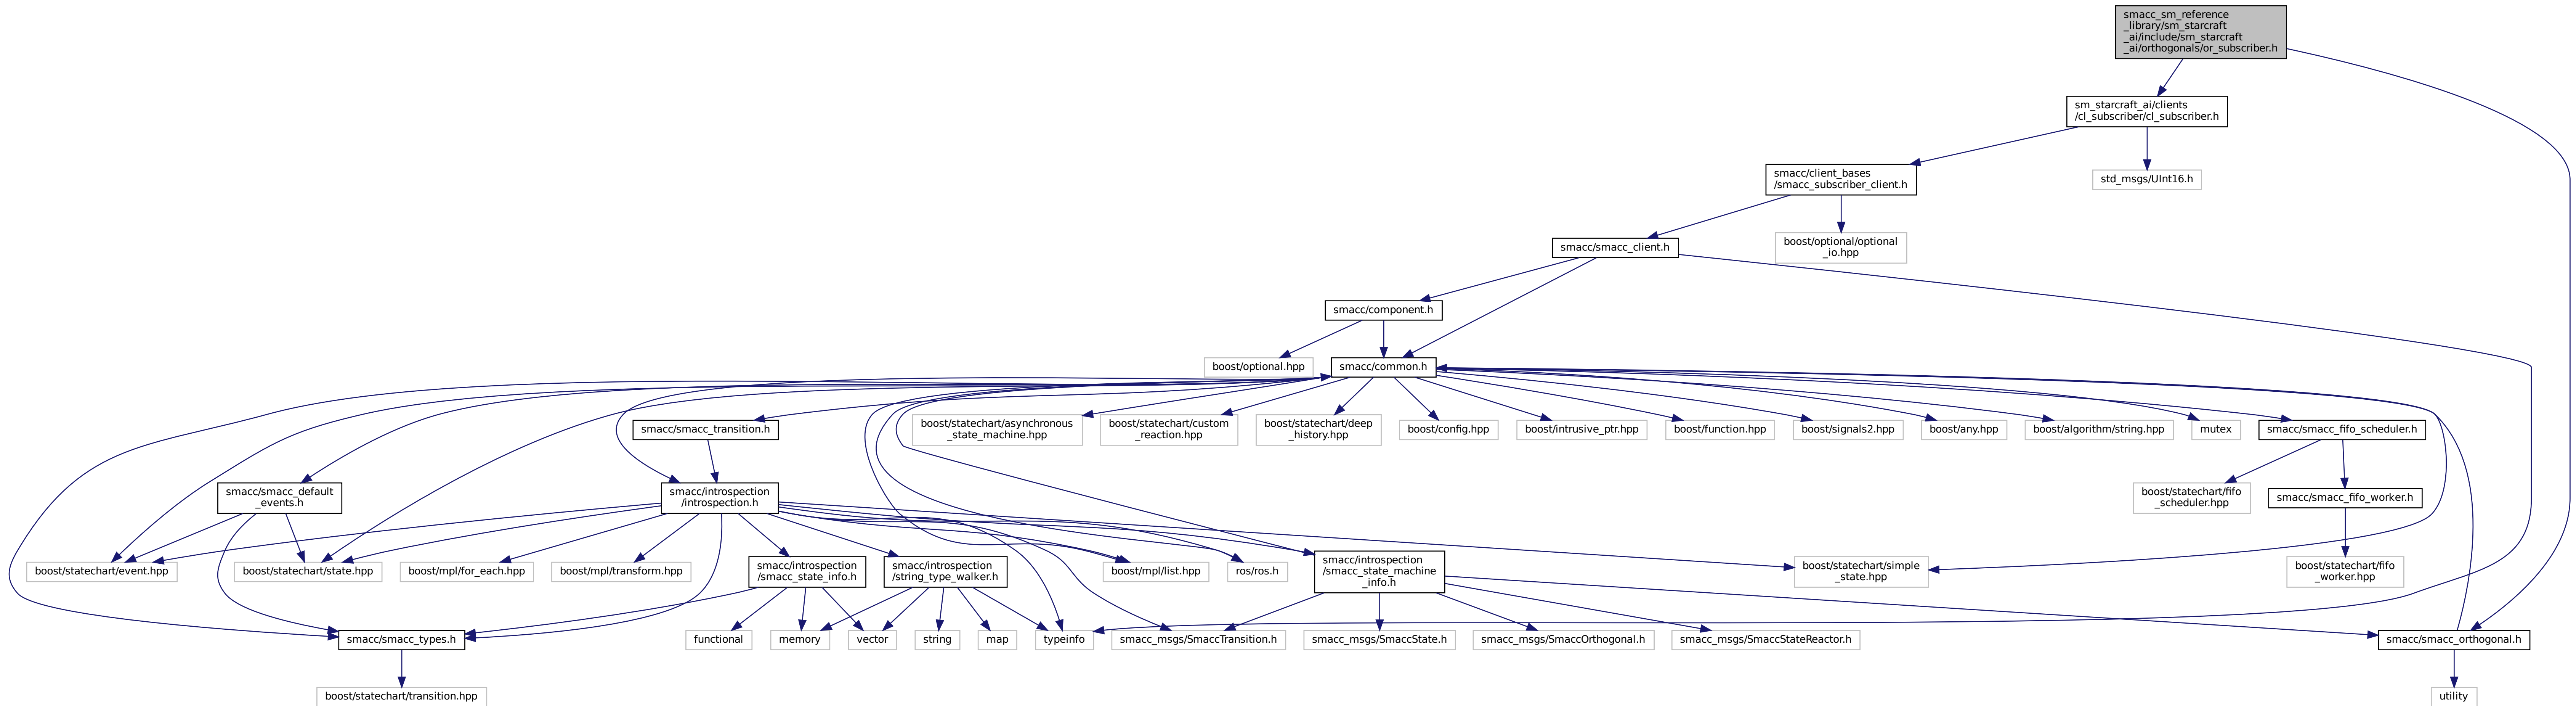 smacc_sm_reference
_library/sm_starcraft
_ai/include/sm_starcraft
_ai/orthogonals/or_subscriber.h
sm_starcraft_ai/clients
/cl_subscriber/cl_subscriber.h
smacc/client_bases
/smacc_subscriber_client.h
std_msgs/UInt16.h
smacc/smacc_client.h
boost/optional/optional
_io.hpp
smacc/component.h
boost/optional.hpp
smacc/common.h
smacc/smacc_transition.h
boost/statechart/asynchronous
_state_machine.hpp
boost/statechart/custom
_reaction.hpp
boost/statechart/deep
_history.hpp
boost/config.hpp
boost/intrusive_ptr.hpp
boost/function.hpp
boost/signals2.hpp
boost/any.hpp
boost/algorithm/string.hpp
mutex
smacc/smacc_fifo_scheduler.h
smacc/smacc_default
_events.h
smacc/introspection
/introspection.h
boost/statechart/fifo
_scheduler.hpp
smacc/smacc_fifo_worker.h
boost/statechart/event.hpp
boost/statechart/state.hpp
boost/mpl/for_each.hpp
boost/mpl/transform.hpp
smacc/introspection
/smacc_state_info.h
smacc/introspection
/string_type_walker.h
boost/mpl/list.hpp
ros/ros.h
smacc/introspection
/smacc_state_machine
_info.h
boost/statechart/simple
_state.hpp
boost/statechart/fifo
_worker.hpp
smacc/smacc_types.h
functional
memory
vector
string
map
typeinfo
smacc_msgs/SmaccTransition.h
smacc_msgs/SmaccState.h
smacc_msgs/SmaccOrthogonal.h
smacc_msgs/SmaccStateReactor.h
smacc/smacc_orthogonal.h
boost/statechart/transition.hpp
utility